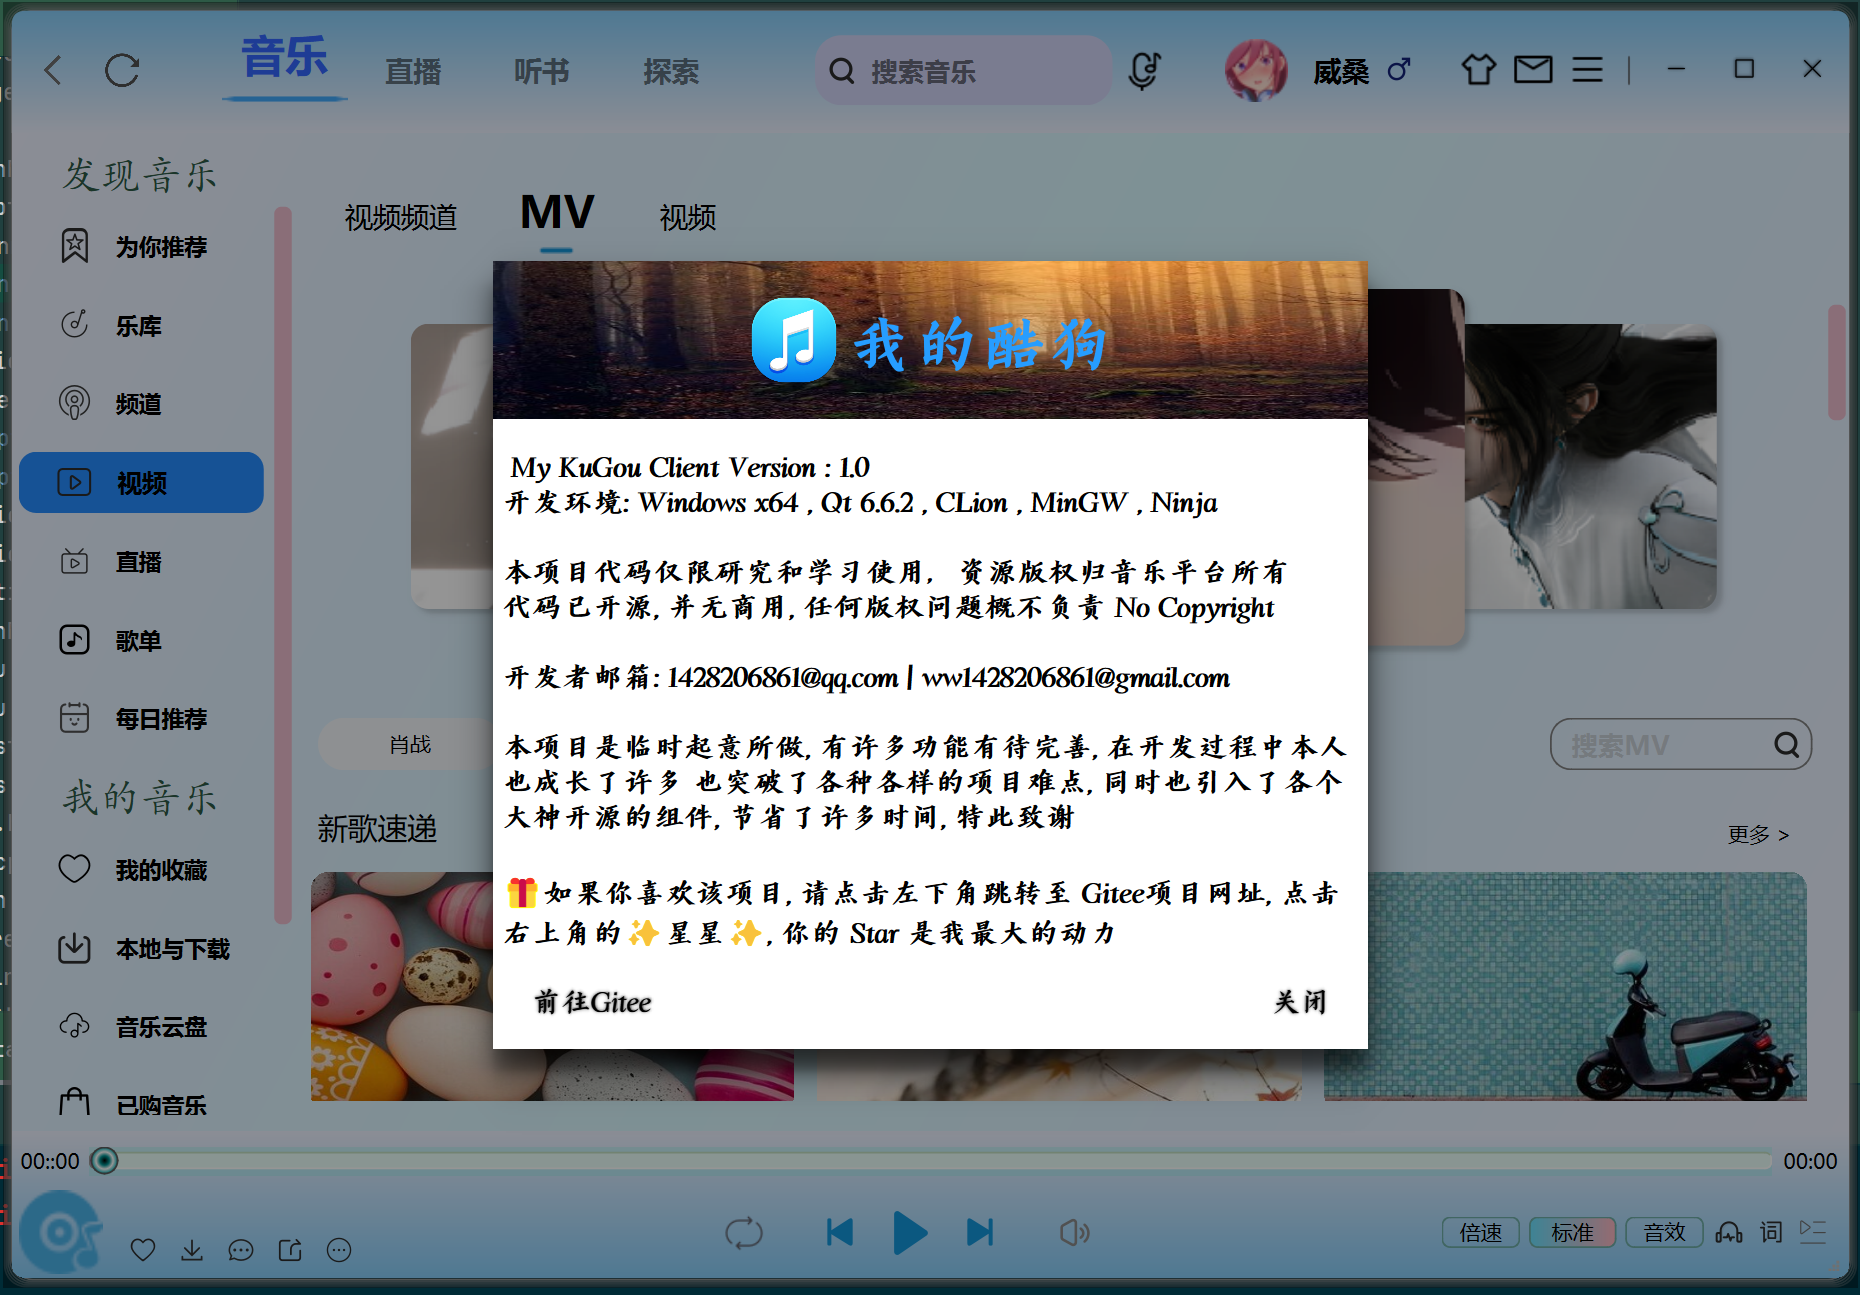 音乐
直播
听书
探索
搜索音乐
威桑
发现音乐
为你推荐
乐库
频道
视频
直播
歌单
每日推荐
我的音乐
我的收藏
本地与下载
音乐云盘
已购音乐
视频频道
MV
视频
我的酷狗
My KuGou Client Version : 1.0
开发环境: Windows x64 , Qt 6.6.2 , CLion , MinGW , Ninja
本项目代码仅限研究和学习使用, 资源版权归音乐平台所有
代码已开源, 并无商用, 任何版权问题概不负责 No Copyright
开发者邮箱: 1428206861@qq.com | ww1428206861@gmail.com
本项目是临时起意所做, 有许多功能有待完善, 在开发过程中本人
也成长了许多 也突破了各种各样的项目难点, 同时也引入了各个
大神开源的组件, 节省了许多时间, 特此致谢
🎁如果你喜欢该项目, 请点击左下角跳转至 Gitee项目网址, 点击
右上角的✨星星✨, 你的 Star 是我最大的动力
前往Gitee
关闭
肖战
搜索MV
新歌速递
更多 >
00::00
00:00
倍速
标准
音效
词